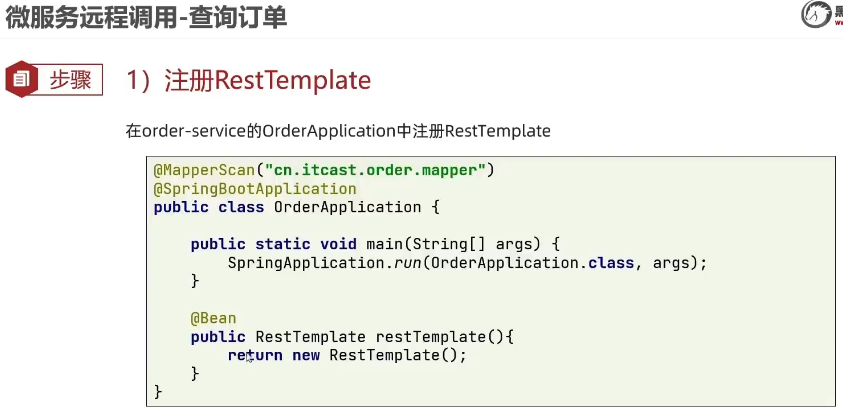 微服务远程调用-查询订单
黑
步骤
1）注册RestTemplate
在order-service的OrderApplication中注册RestTemplate
@MapperScan("cn.itcast.order.mapper")
@SpringBootApplication
public class OrderApplication {
public static void main(String[] args) {
SpringApplication.run(OrderApplication.class, args);
}
@Bean
public RestTemplate restTemplate(){
return new RestTemplate();
}
}